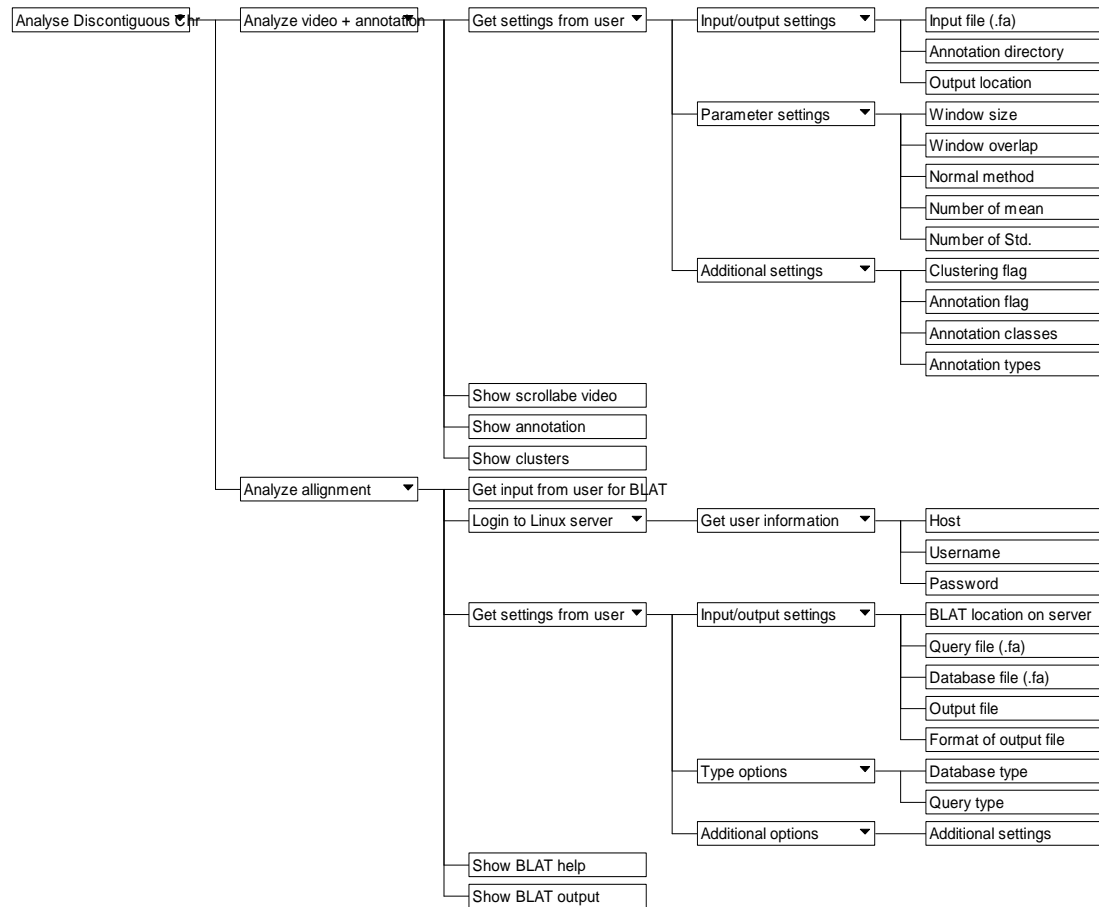 Analyse Discontiguous Chr
Analyze video + annotation
Get settings from user
Input/output settings
Input file (.fa)
Annotation directory
Output location
Parameter settings
Window size
Window overlap
Normal method
Number of mean
Number of Std.
Additional settings
Clustering flag
Annotation flag
Annotation classes
Annotation types
Show scrollabe video
Show annotation
Show clusters
Analyze allignment
Get input from user for BLAT
Login to Linux server
Get user information
Host
Username
Password
Get settings from user
Input/output settings
BLAT location on server
Query file (.fa)
Database file (.fa)
Output file
Format of output file
Type options
Database type
Query type
Additional options
Additional settings
Show BLAT help
Show BLAT output